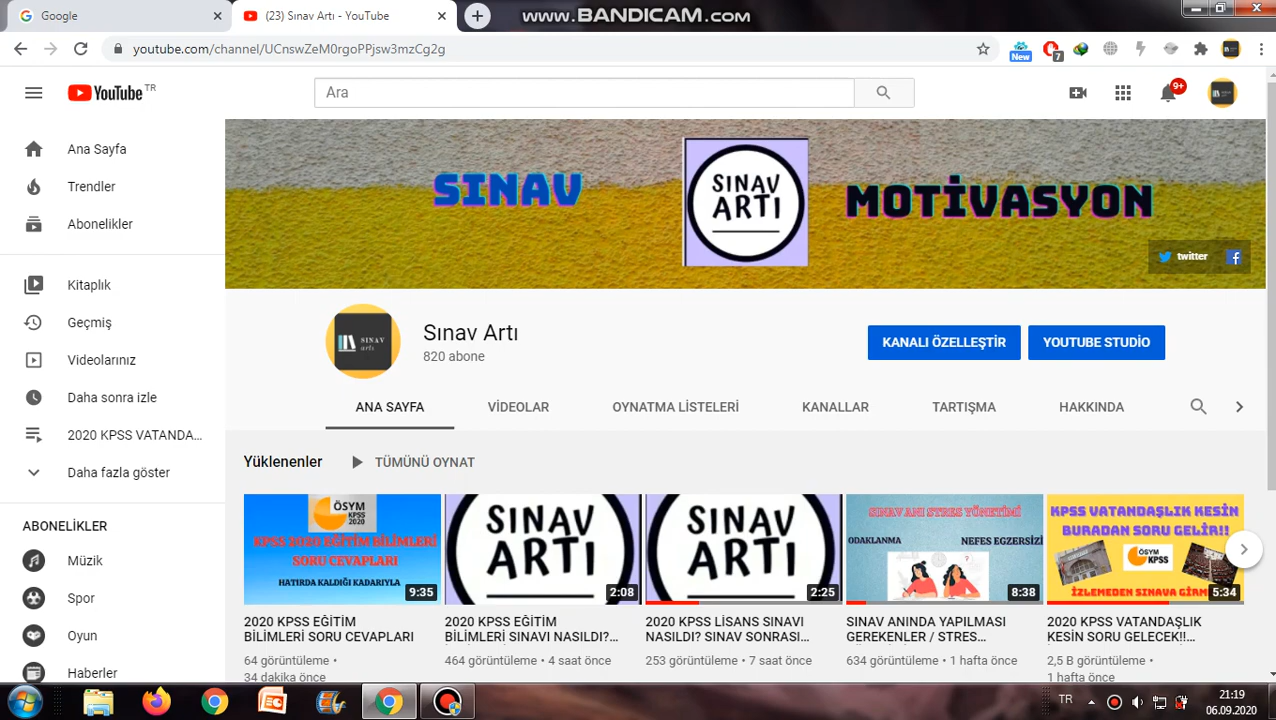 Google
(23) Sınav Artı - YouTube
www.BANDICAM.com
youtube.com/channel/UCnswZeM0rgoPPjsw3mzCg2g
New
7
YouTube TR
Ara
9+
Ana Sayfa
Trendler
Abonelikler
Kitaplık
Geçmiş
Videolarınız
Daha sonra izle
2020 KPSS VATANDA...
Daha fazla göster
ABONELİKLER
Müzik
Spor
Oyun
Haberler
SINAV
SINAV
ARTI
MOTİVASYON
twitter
SINAV
artı
Sınav Artı
820 abone
KANALI ÖZELLEŞTİR
YOUTUBE STUDİO
ANA SAYFA
VİDEOLAR
OYNATMA LİSTELERİ
KANALLAR
TARTIŞMA
HAKKINDA
Yüklenenler
TÜMÜNÜ OYNAT
ÖSYM
KPSS
2020
KPSS 2020 EĞİTİM BİLİMLERİ
SORU CEVAPLARI
HATIRDA KALDIĞI KADARIYLA
9:35
2020 KPSS EĞİTİM
BİLİMLERİ SORU CEVAPLARI
64 görüntüleme •
34 dakika önce
SINAV
ARTI
2:08
2020 KPSS EĞİTİM
BİLİMLERİ SINAVI NASILDI?...
464 görüntüleme • 4 saat önce
SINAV
ARTI
2:25
2020 KPSS LİSANS SINAVI
NASILDI? SINAV SONRASI...
253 görüntüleme • 7 saat önce
SINAV ANI STRES YÖNETİMİ
ODAKLANMA
NEFES EGZERSİZİ
8:38
SINAV ANINDA YAPILMASI
GEREKENLER / STRES...
634 görüntüleme • 1 hafta önce
KPSS VATANDAŞLIK KESİN
BURADAN SORU GELİR!!
ÖSYM
KPSS
İZLEMEDEN SINAVA GİRM
5:34
2020 KPSS VATANDAŞLIK
KESİN SORU GELECEK!!...
2,5 B görüntüleme •
1 hafta önce
TR
21:19
06.09.2020